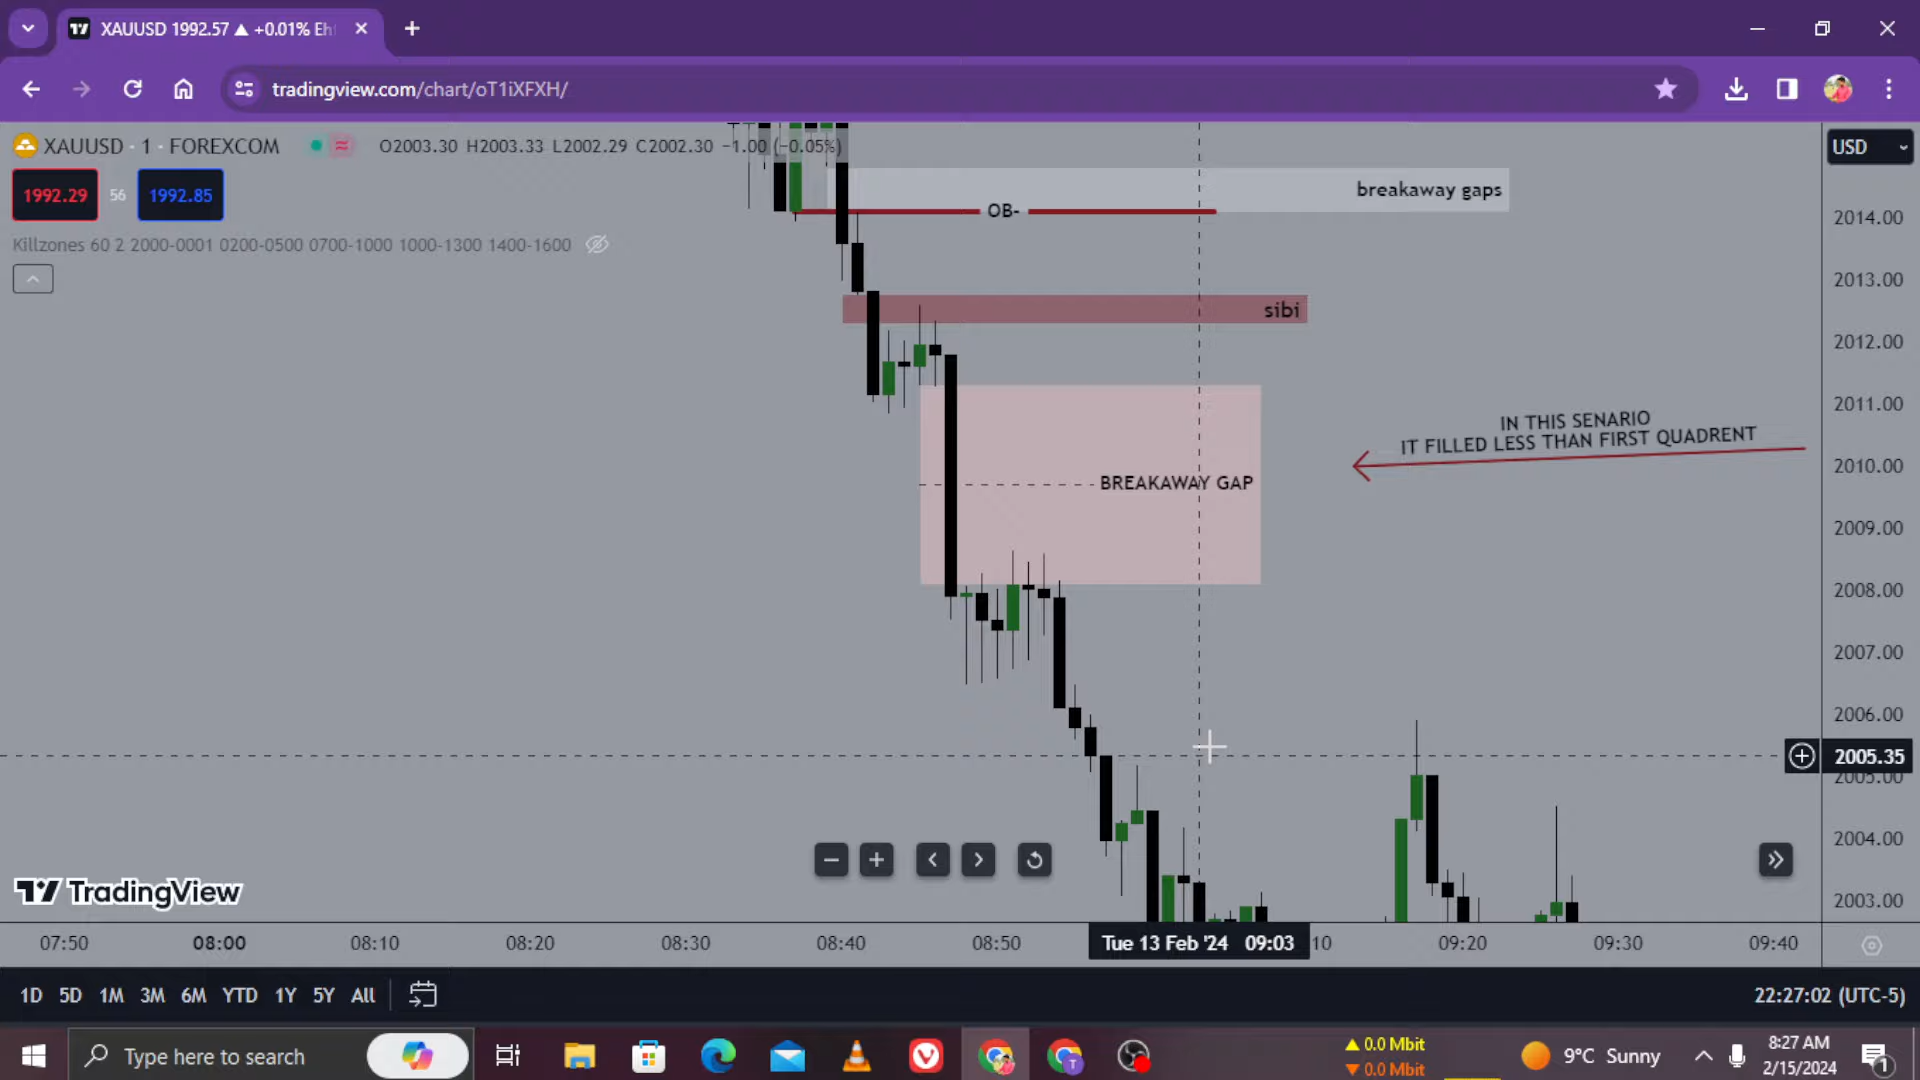 XAUUSD 1992.57 ▲ +0.01% Eh
tradingview.com/chart/oT1iXFXH/
XAUUSD · 1 · FOREXCOM
O2003.30 H2003.33 L2002.29 C2002.30 −1.00 (−0.05%)
USD
1992.29 56 1992.85
breakaway gaps
OB-
2014.00
Killzones 60 2 2000-0001 0200-0500 0700-1000 1000-1300 1400-1600
2013.00
sibi
2012.00
2011.00
IN THIS SENARIO
IT FILLED LESS THAN FIRST QUADRENT
2010.00
BREAKAWAY GAP
2009.00
2008.00
2007.00
2006.00
2005.35
2005.00
2004.00
TradingView
2003.00
07:50 08:00 08:10 08:20 08:30 08:40 08:50 Tue 13 Feb '24 09:03 10 09:20 09:30 09:40
1D 5D 1M 3M 6M YTD 1Y 5Y All
22:27:02 (UTC-5)
Type here to search
▲ 0.0 Mbit
▼ 0.0 Mbit
9°C Sunny
8:27 AM
2/15/2024
1